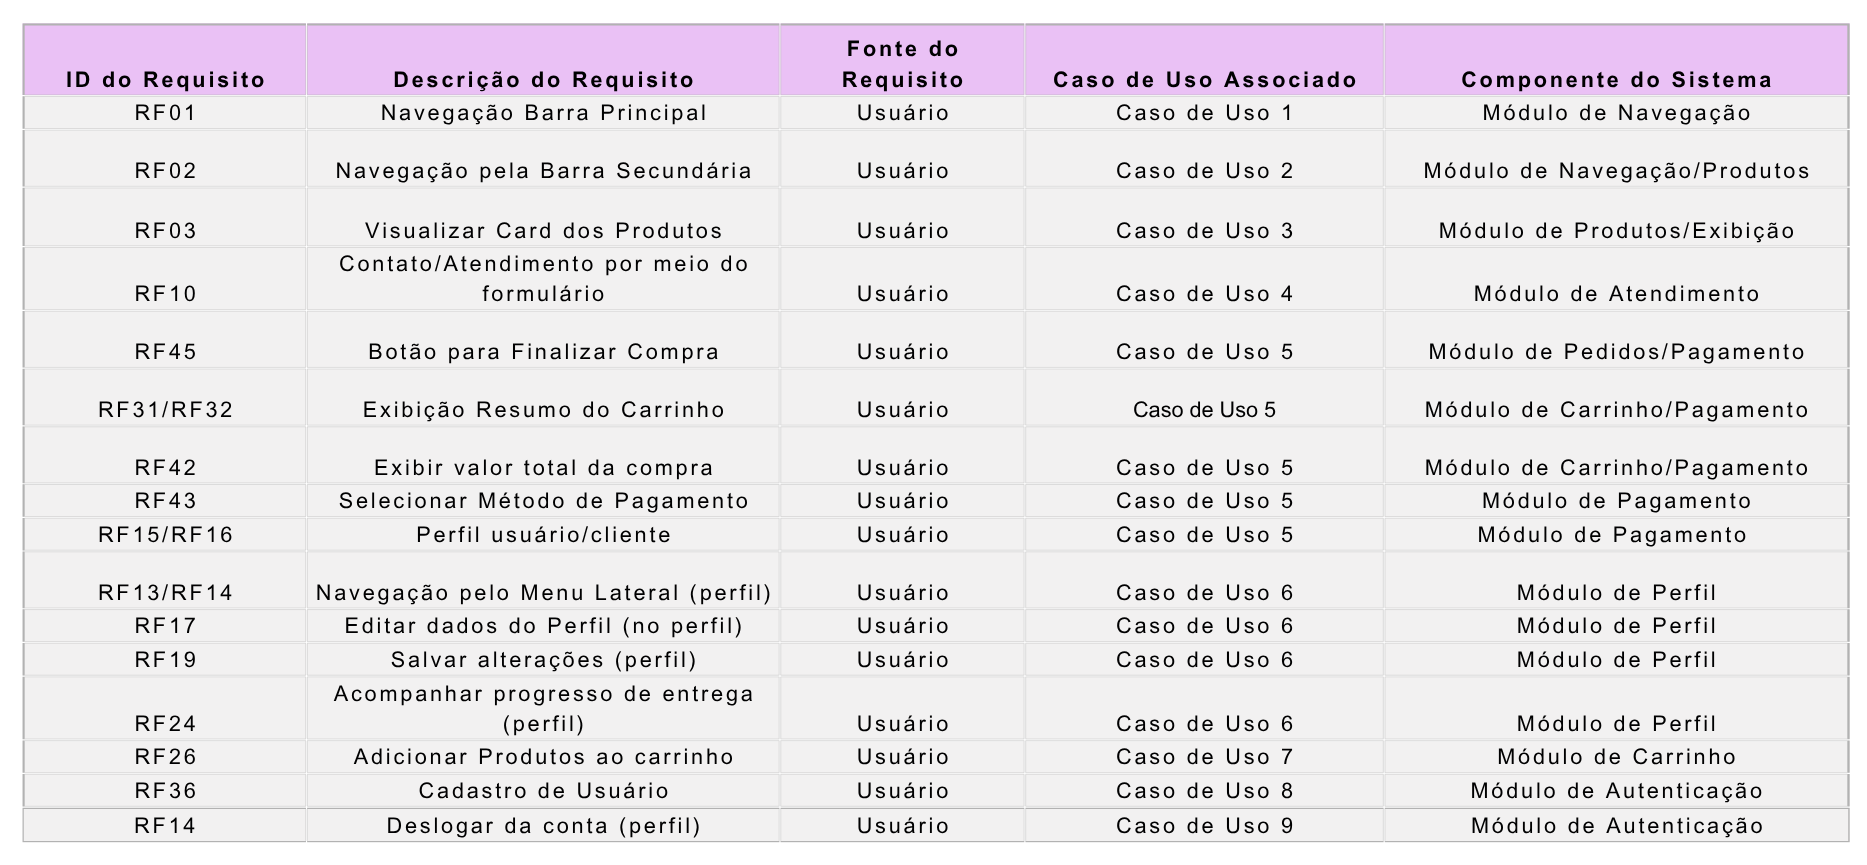 ID do Requisito Descrição do Requisito Fonte do Requisito Caso de Uso Associado Componente do Sistema
RF01 Navegação Barra Principal Usuário Caso de Uso 1 Módulo de Navegação
RF02 Navegação pela Barra Secundária Usuário Caso de Uso 2 Módulo de Navegação/Produtos
RF03 Visualizar Card dos Produtos Usuário Caso de Uso 3 Módulo de Produtos/Exibição
RF10 Contato/Atendimento por meio do formulário Usuário Caso de Uso 4 Módulo de Atendimento
RF45 Botão para Finalizar Compra Usuário Caso de Uso 5 Módulo de Pedidos/Pagamento
RF31/RF32 Exibição Resumo do Carrinho Usuário Caso de Uso 5 Módulo de Carrinho/Pagamento
RF42 Exibir valor total da compra Usuário Caso de Uso 5 Módulo de Carrinho/Pagamento
RF43 Selecionar Método de Pagamento Usuário Caso de Uso 5 Módulo de Pagamento
RF15/RF16 Perfil usuário/cliente Usuário Caso de Uso 5 Módulo de Pagamento
RF13/RF14 Navegação pelo Menu Lateral (perfil) Usuário Caso de Uso 6 Módulo de Perfil
RF17 Editar dados do Perfil (no perfil) Usuário Caso de Uso 6 Módulo de Perfil
RF19 Salvar alterações (perfil) Usuário Caso de Uso 6 Módulo de Perfil
RF24 Acompanhar progresso de entrega (perfil) Usuário Caso de Uso 6 Módulo de Perfil
RF26 Adicionar Produtos ao carrinho Usuário Caso de Uso 7 Módulo de Carrinho
RF36 Cadastro de Usuário Usuário Caso de Uso 8 Módulo de Autenticação
RF14 Deslogar da conta (perfil) Usuário Caso de Uso 9 Módulo de Autenticação